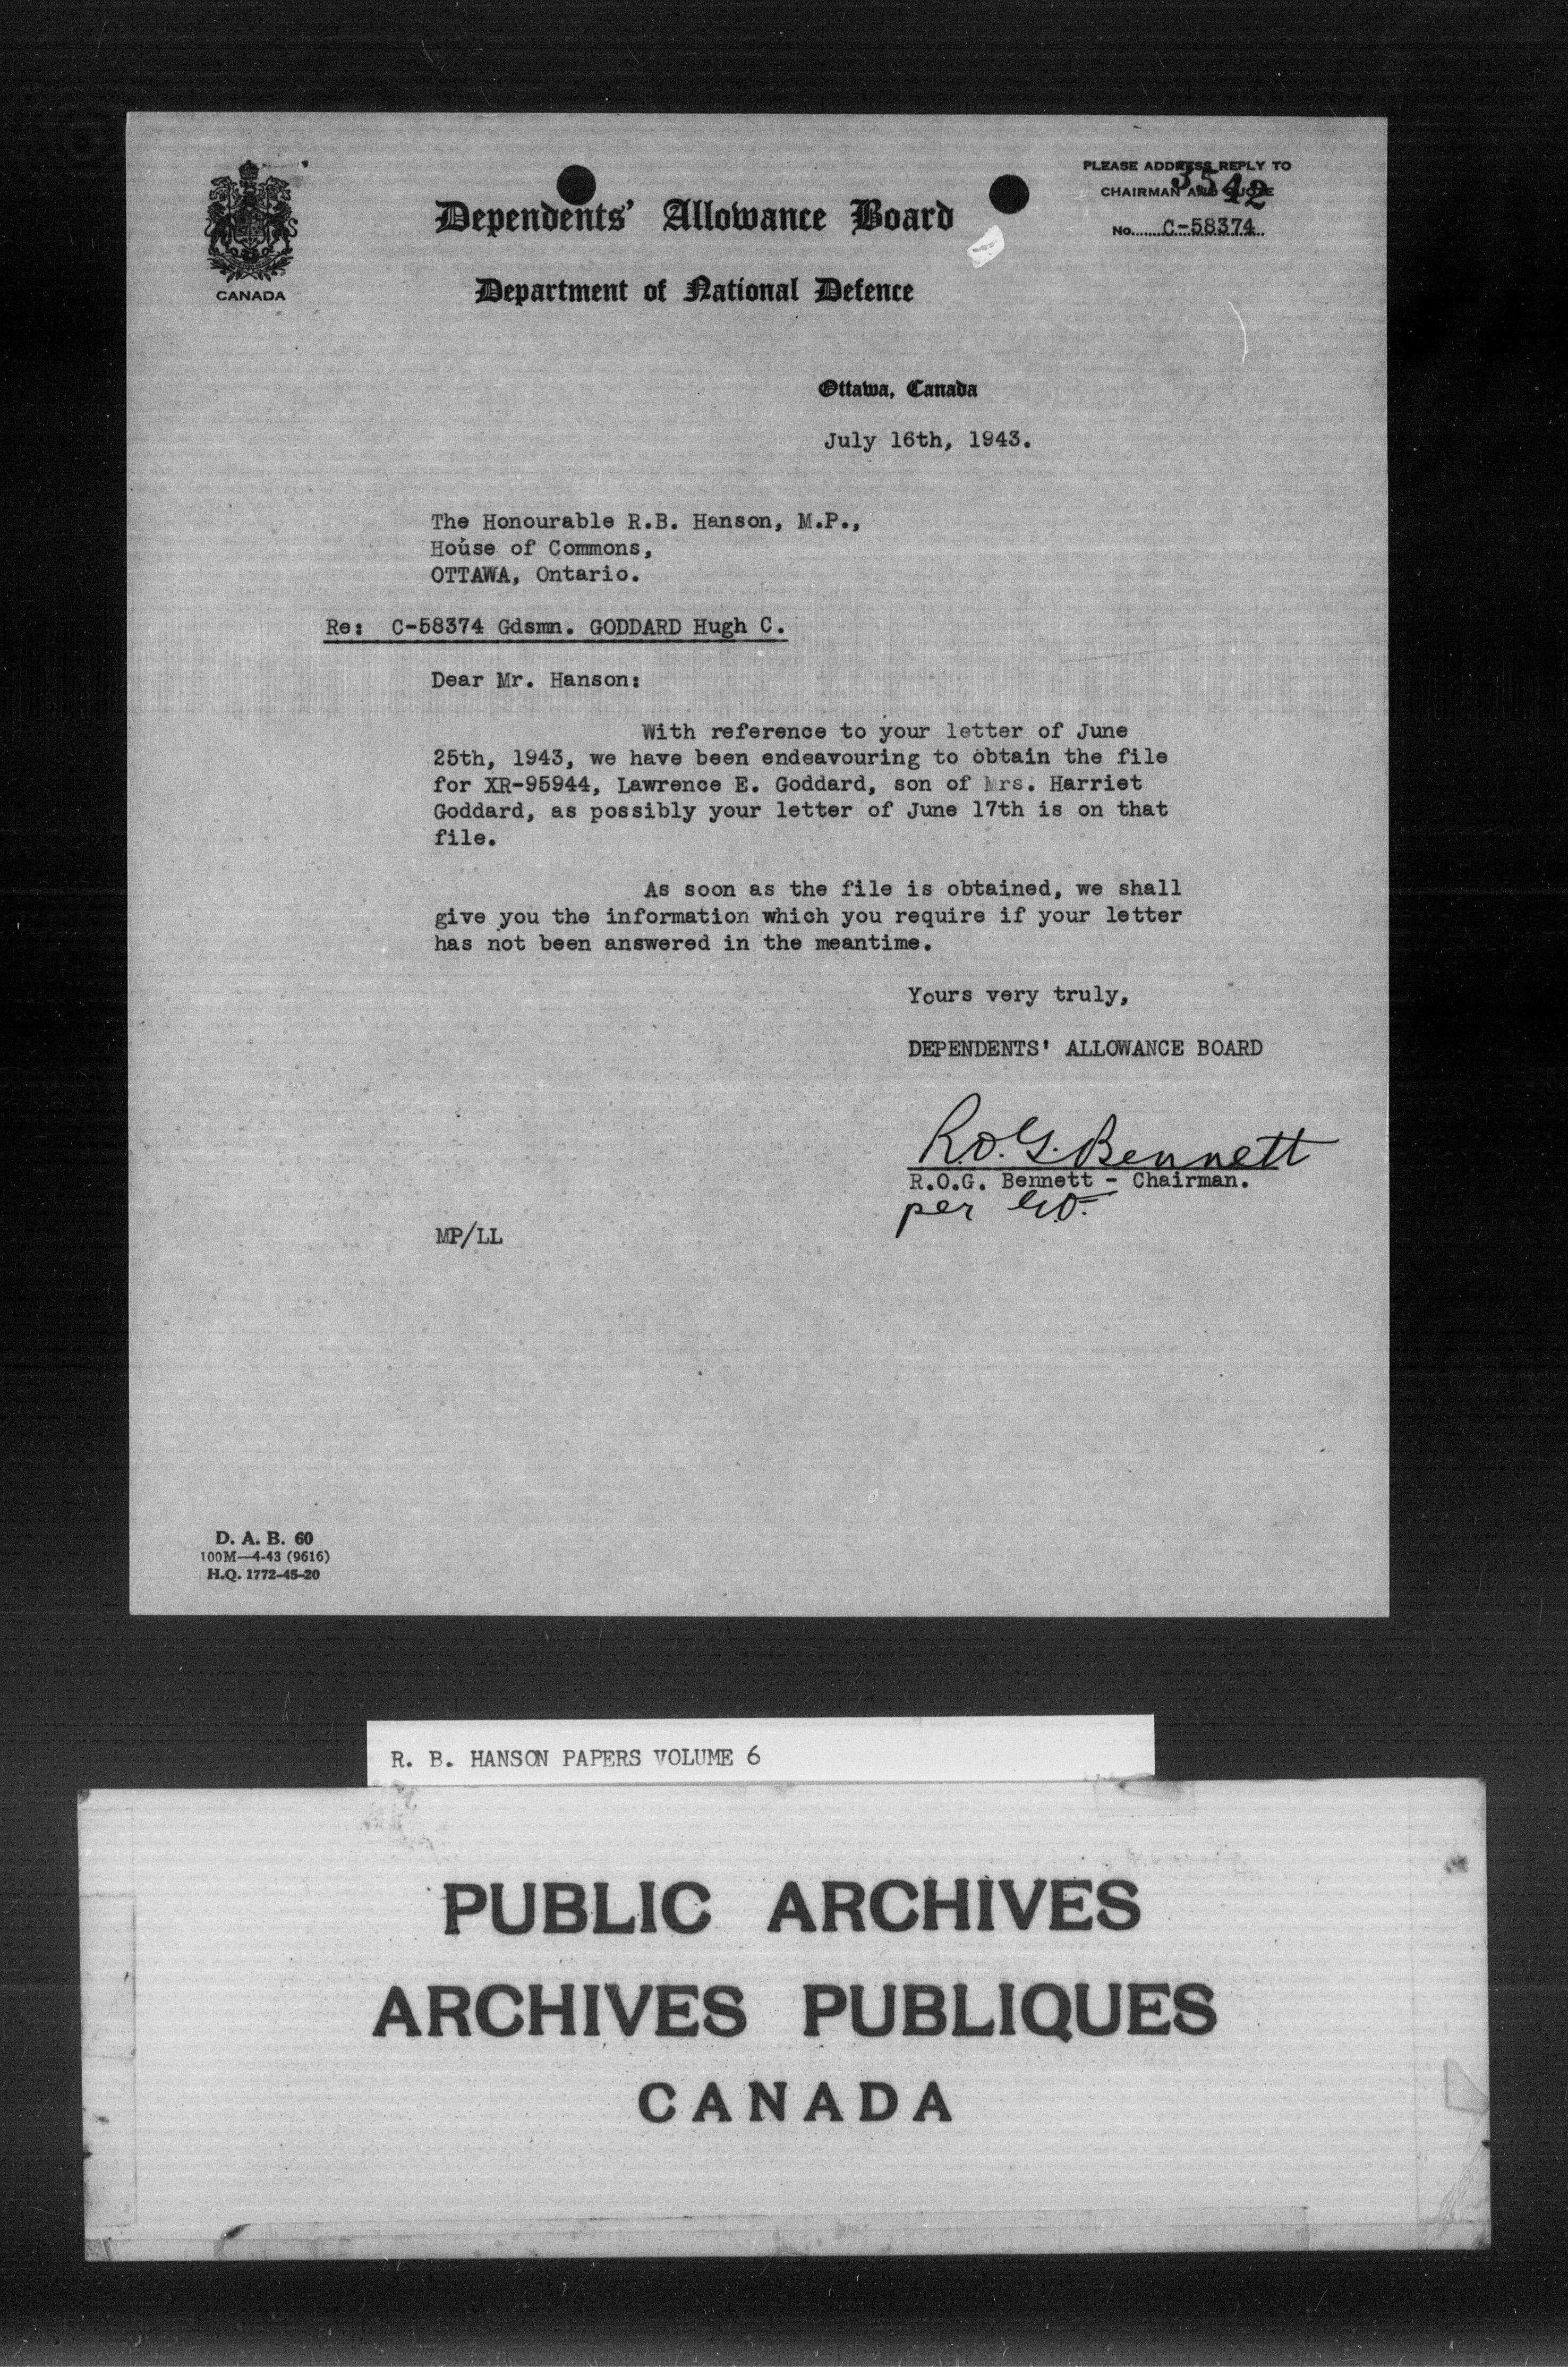 CANADA
Dependents' Allowance Board
Department of National Defence
PLEASE ADDRESS REPLY TO
CHAIRMAN AND QUOTE
3542
No. C-58374
Ottawa, Canada
July 16th, 1943.
The Honourable R.B. Hanson, M.P.,
House of Commons,
OTTAWA, Ontario.
Re: C-58374 Gdsmn. GODDARD Hugh C.
Dear Mr. Hanson:
With reference to your letter of June
25th, 1943, we have been endeavouring to obtain the file
for XR-95944, Lawrence E. Goddard, son of Mrs. Harriet
Goddard, as possibly your letter of June 17th is on that
file.
As soon as the file is obtained, we shall
give you the information which you require if your letter
has not been answered in the meantime.
Yours very truly,
DEPENDENTS' ALLOWANCE BOARD
R.O.G. Bennett
R.O.G. Bennett - Chairman.
per
MP/LL
D. A. B. 60
100M—4-43 (9616)
H.Q. 1772-45-20
R. B. HANSON PAPERS VOLUME 6
PUBLIC ARCHIVES
ARCHIVES PUBLIQUES
CANADA